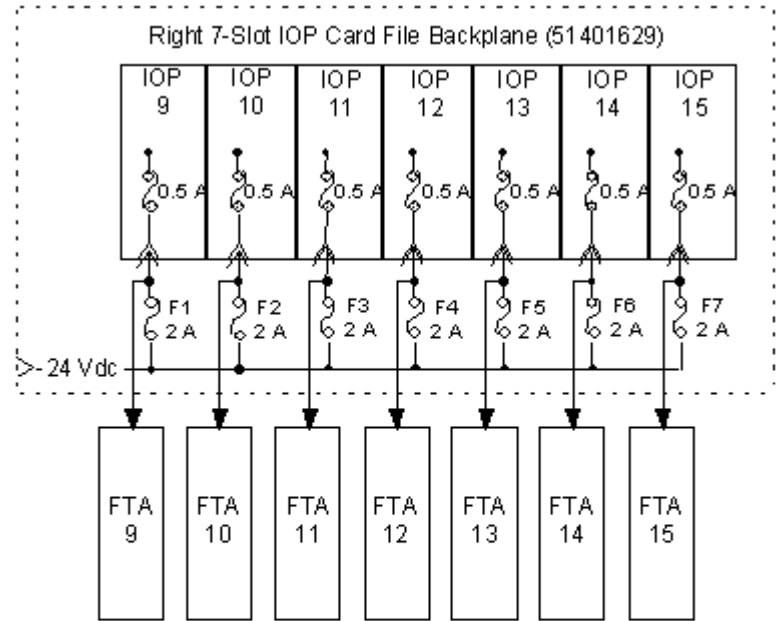 Right 7-Slot IOP Card File Backplane (51401629)
IOP 9 IOP 10 IOP 11 IOP 12 IOP 13 IOP 14 IOP 15
0.5 A 0.5 A 0.5 A 0.5 A 0.5 A 0.5 A 0.5 A
F1 F2 F3 F4 F5 F6 F7
2 A 2 A 2 A 2 A 2 A 2 A 2 A
24 Vdc
FTA 9 FTA 10 FTA 11 FTA 12 FTA 13 FTA 14 FTA 15